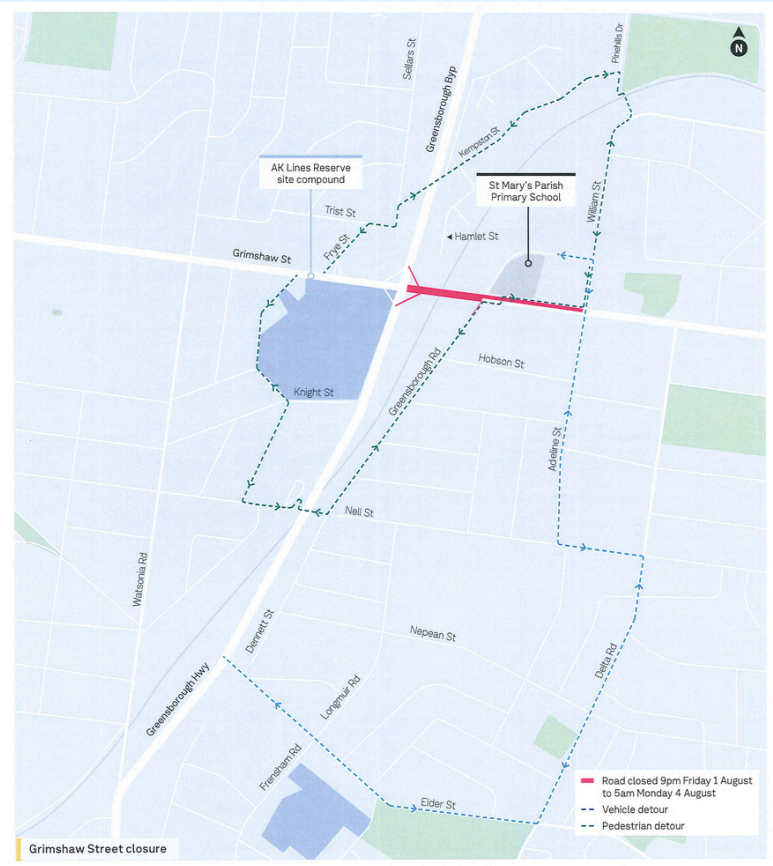 Pinehills Dr
N
Sellars St
Greensborough Byp
Kempston St
AK Lines Reserve
site compound
St Mary's Parish
Primary School
William St
Trist St
Frye St
Hamlet St
Grimshaw St
Hobson St
Greensborough Rd
Knight St
Adeline St
Nell St
Watsonia Rd
Dennett St
Nepean St
Delta Rd
Greensborough Hwy
Longmuir Rd
Frensham Rd
Elder St
Road closed 9pm Friday 1 August
to 5am Monday 4 August
Vehicle detour
Pedestrian detour
Grimshaw Street closure